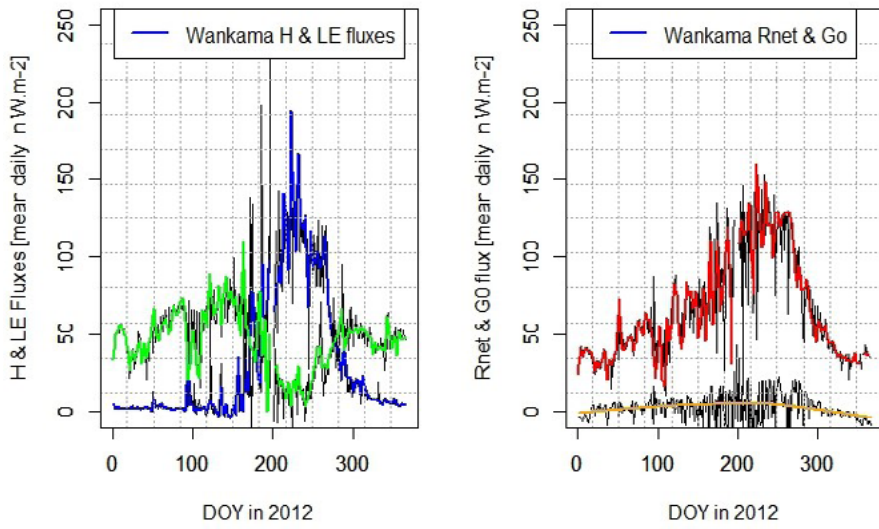 Wankama H & LE fluxes
H & LE Fluxes [mear daily n W.m-2]
250
200
150
100
50
0
0 100 200 300
DOY in 2012
Wankama Rnet & Go
Rnet & G0 flux [mear daily n W.m-2]
250
200
150
100
50
0
0 100 200 300
DOY in 2012